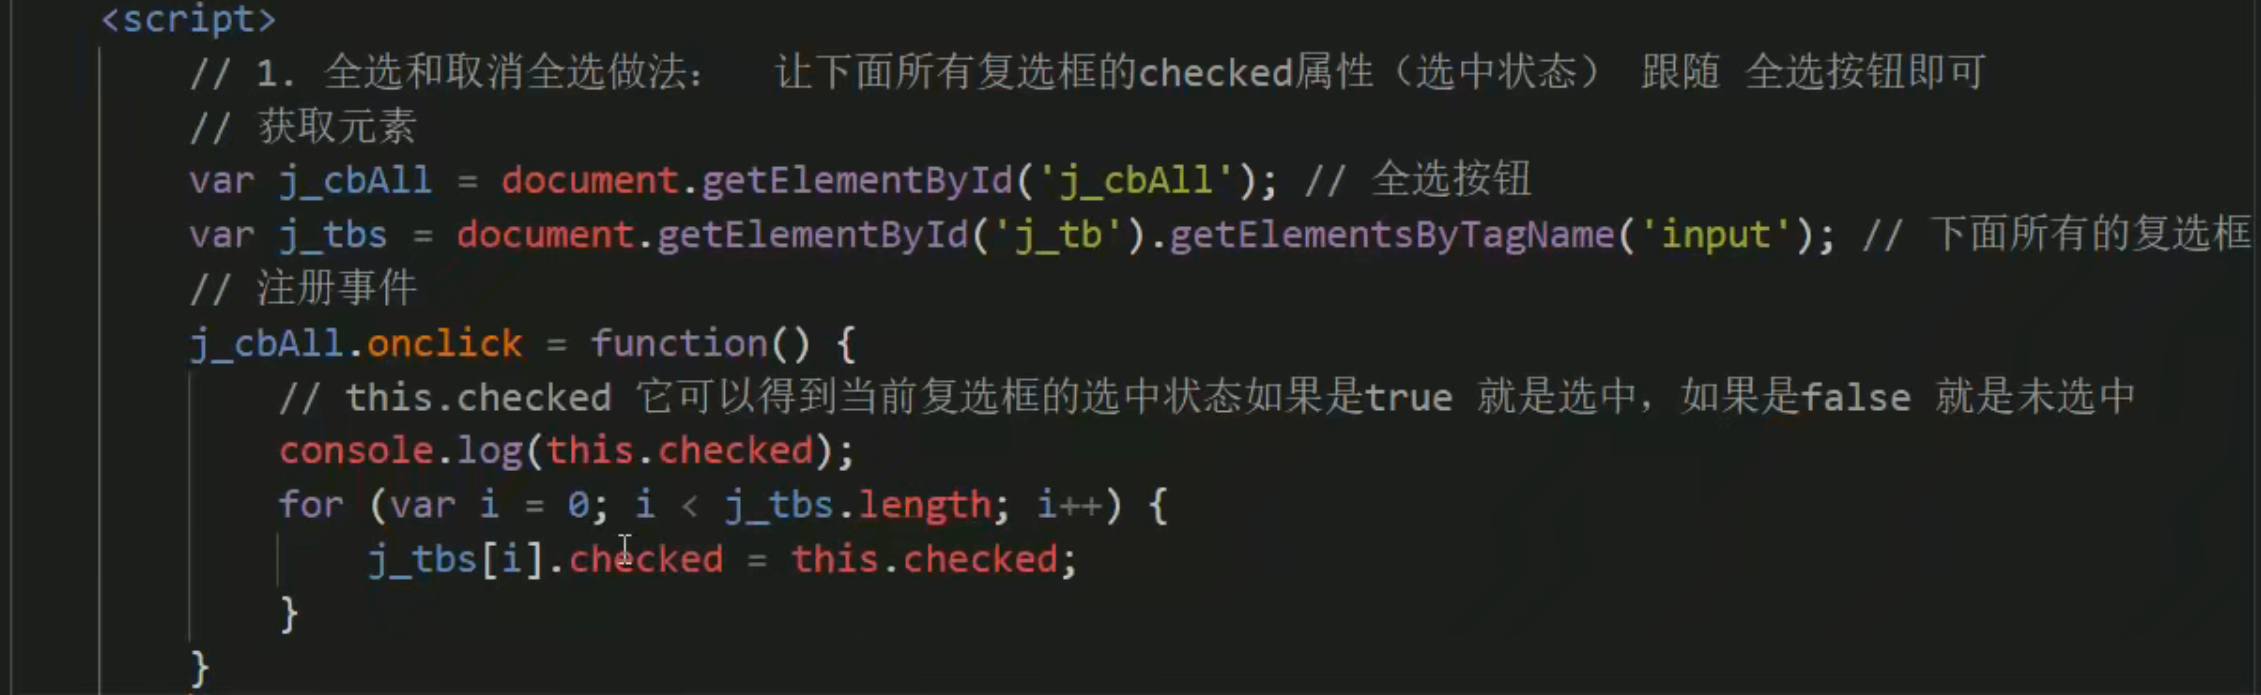 <script>
// 1. 全选和取消全选做法： 让下面所有复选框的checked属性（选中状态） 跟随 全选按钮即可
// 获取元素
var j_cbAll = document.getElementById('j_cbAll'); // 全选按钮
var j_tbs = document.getElementById('j_tb').getElementsByTagName('input'); // 下面所有的复选框
// 注册事件
j_cbAll.onclick = function() {
// this.checked 它可以得到当前复选框的选中状态如果是true 就是选中，如果是false 就是未选中
console.log(this.checked);
for (var i = 0; i < j_tbs.length; i++) {
j_tbs[i].checked = this.checked;
}
}